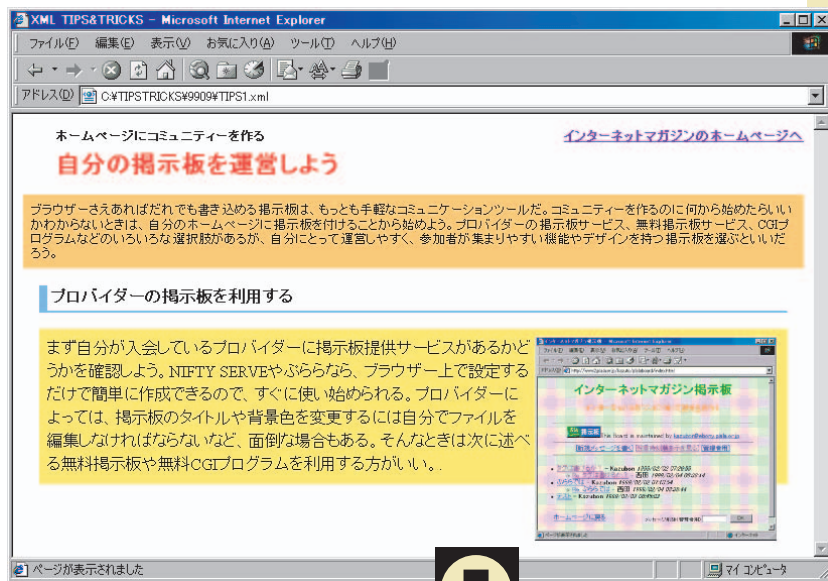 XML TIPS&TRICKS - Microsoft Internet Explorer
ファイル(F) 編集(E) 表示(V) お気に入り(A) ツール(T) ヘルプ(H)
アドレス(D) C:¥TIPSTRICKS¥9909¥TIPS1.xml
ホームページにコミュニティーを作る
インターネットマガジンのホームページへ
自分の掲示板を運営しよう
ブラウザーさえあればだれでも書き込める掲示板は、もっとも手軽なコミュニケーションツールだ。コミュニティーを作るのに何から始めたらいい
かわからないときは、自分のホームページに掲示板を付けることから始めよう。プロバイダーの掲示板サービス、無料掲示板サービス、CGIプ
ログラムなどのいろいろな選択肢があるが、自分にとって運営しやすく、参加者が集まりやすい機能やデザインを持つ掲示板を選ぶといいだ
ろう。
プロバイダーの掲示板を利用する
まず自分が入会しているプロバイダーに掲示板提供サービスがあるかど
うかを確認しよう。NIFTY SERVEやぷららなら、ブラウザー上で設定する
だけで簡単に作成できるので、すぐに使い始められる。プロバイダーに
よっては、掲示板のタイトルや背景色を変更するには自分でファイルを
編集しなければならないなど、面倒な場合もある。そんなときは次に述べ
る無料掲示板や無料CGIプログラムを利用する方がいい。.
インターネットマガジン掲示板
掲示板
This board is maintained by
ホームページに戻る
ページが表示されました
マイ コンピュータ